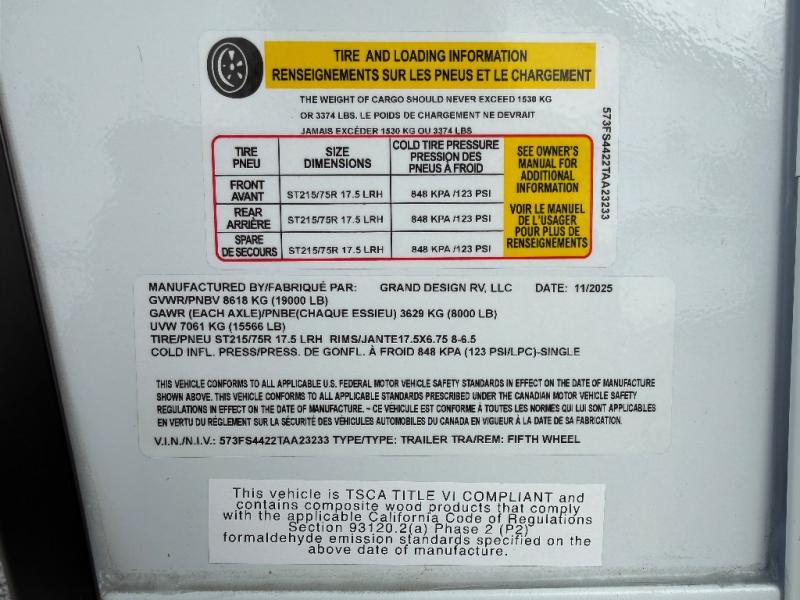 TIRE AND LOADING INFORMATION
RENSEIGNEMENTS SUR LES PNEUS ET LE CHARGEMENT
THE WEIGHT OF CARGO SHOULD NEVER EXCEED 1530 KG
OR 3374 LBS. LE POIDS DE CHARGEMENT NE DEVRAIT
JAMAIS EXCÉDER 1530 KG OU 3374 LBS
TIRE
PNEU
SIZE
DIMENSIONS
COLD TIRE PRESSURE
PRESSION DES
PNEUS À FROID
FRONT
AVANT
ST215/75R 17.5 LRH
848 KPA /123 PSI
REAR
ARRIÈRE
ST215/75R 17.5 LRH
848 KPA /123 PSI
SPARE
DE SECOURS
ST215/75R 17.5 LRH
848 KPA /123 PSI
SEE OWNER'S
MANUAL FOR
ADDITIONAL
INFORMATION
VOIR LE MANUEL
DE L'USAGER
POUR PLUS DE
RENSEIGNEMENTS
573FS4422TAA23233
MANUFACTURED BY/FABRIQUÉ PAR: GRAND DESIGN RV, LLC DATE: 11/2025
GVWR/PNBV 8618 KG (19000 LB)
GAWR (EACH AXLE)/PNBE(CHAQUE ESSIEU) 3629 KG (8000 LB)
UVW 7061 KG (15566 LB)
TIRE/PNEU ST215/75R 17.5 LRH RIMS/JANTE17.5X6.75 8-6.5
COLD INFL. PRESS/PRESS. DE GONFL. À FROID 848 KPA (123 PSI/LPC)-SINGLE
THIS VEHICLE CONFORMS TO ALL APPLICABLE U.S. FEDERAL MOTOR VEHICLE SAFETY STANDARDS IN EFFECT ON THE DATE OF MANUFACTURE
SHOWN ABOVE. THIS VEHICLE CONFORMS TO ALL APPLICABLE STANDARDS PRESCRIBED UNDER THE CANADIAN MOTOR VEHICLE SAFETY
REGULATIONS IN EFFECT ON THE DATE OF MANUFACTURE. ~ CE VÉHICULE EST CONFORME À TOUTES LES NORMES QUI LUI SONT APPLICABLES
EN VERTU DU RÉGLEMENT SUR LA SÉCURITÉ DES VÉHICULES AUTOMOBILES DU CANADA EN VIGUEUR À LA DATE DE SA FABRICATION.
V.I.N./N.I.V.: 573FS4422TAA23233 TYPE/TYPE: TRAILER TRA/REM: FIFTH WHEEL
This vehicle is TSCA TITLE VI COMPLIANT and
contains composite wood products that comply
with the applicable California Code of Regulations
Section 93120.2(a) Phase 2 (P2)
formaldehyde emission standards specified on the
above date of manufacture.